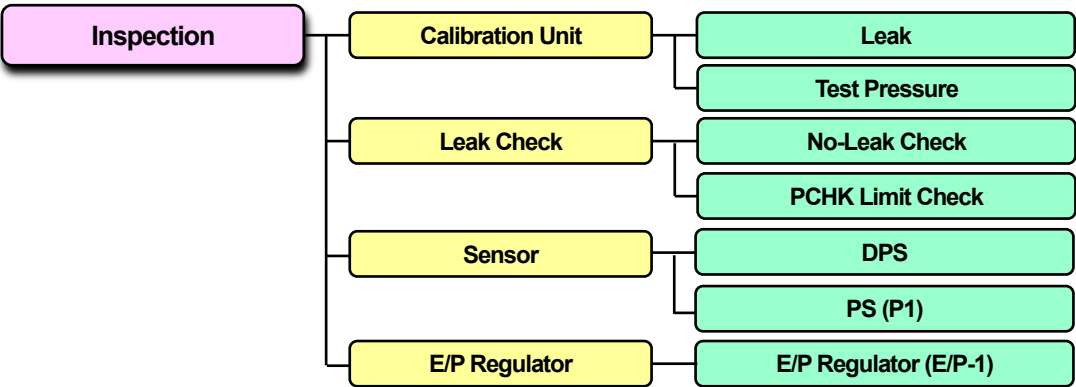 Inspection
Calibration Unit
Leak
Test Pressure
Leak Check
No-Leak Check
PCHK Limit Check
Sensor
DPS
PS (P1)
E/P Regulator
E/P Regulator (E/P-1)